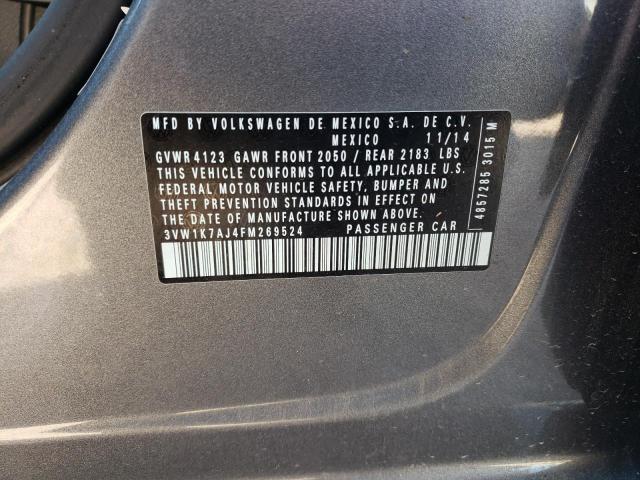 MFD BY VOLKSWAGEN DE MEXICO S.A. DE C.V.
MEXICO 11/14
GVWR 4123 GAWR FRONT 2050 / REAR 2183 LBS
THIS VEHICLE CONFORMS TO ALL APPLICABLE U.S.
FEDERAL MOTOR VEHICLE SAFETY, BUMPER AND
THEFT PREVENTION STANDARDS IN EFFECT ON
THE DATE OF MANUFACTURE SHOWN ABOVE.
3VW1K7AJ4FM269524 PASSENGER CAR
4857285 3015 M